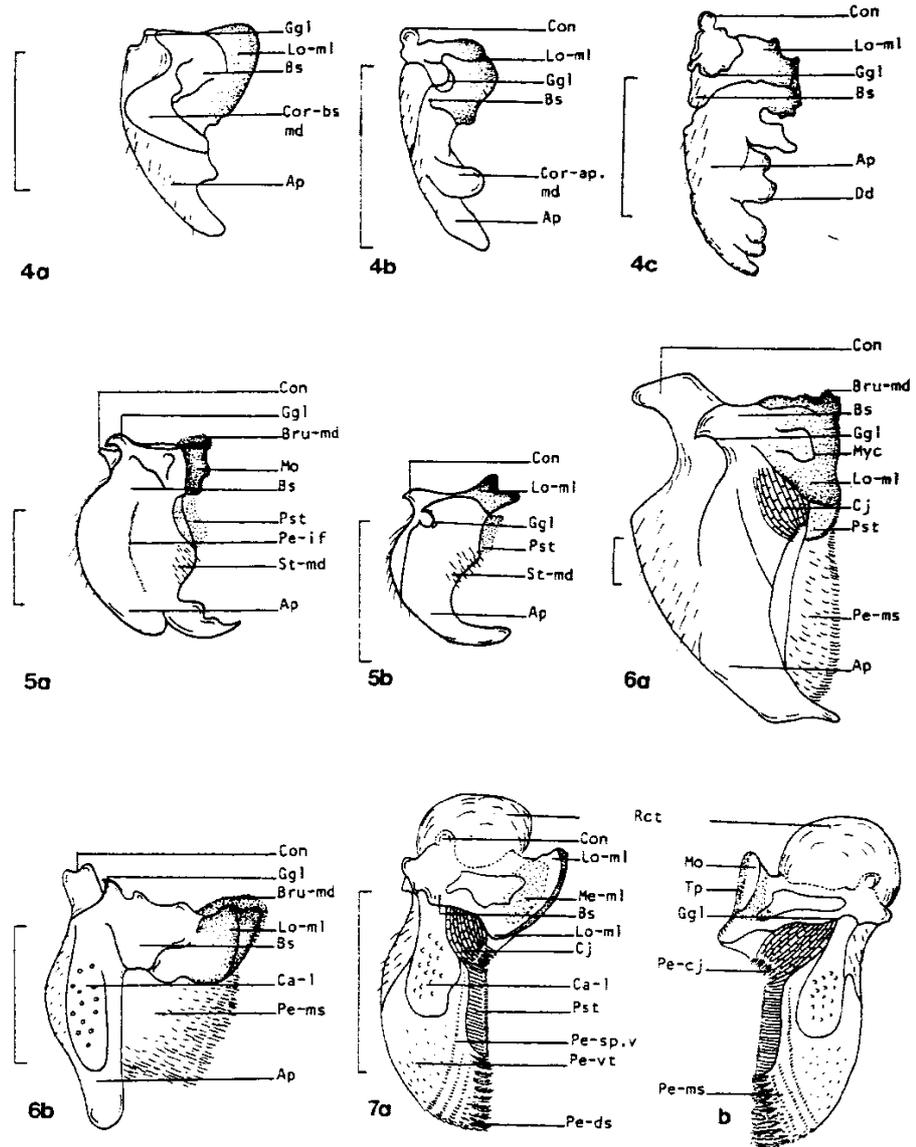 Ggl
Lo-ml
Bs
Cor-bs
md
Ap
4a
Con
Lo-ml
Ggl
Bs
Cor-ap.
md
Ap
4b
Con
Lo-ml
Ggl
Bs
Ap
Dd
4c
Con
Ggl
Bru-md
Mo
Bs
Pst
Pe-if
St-md
Ap
5a
Con
Lo-ml
Ggl
Pst
St-md
Ap
5b
Con
Bru-md
Bs
Ggl
Myc
Lo-ml
Cj
Pst
Pe-ms
Ap
6a
Con
Ggl
Bru-md
Lo-ml
Bs
Ca-l
Pe-ms
Ap
6b
Rct
Con
Lo-ml
Me-ml
Bs
Lo-ml
Cj
Ca-l
Pst
Pe-sp.v
Pe-vt
Pe-ds
7a
Mo
Tp
Ggl
Pe-cj
Pe-ms
b